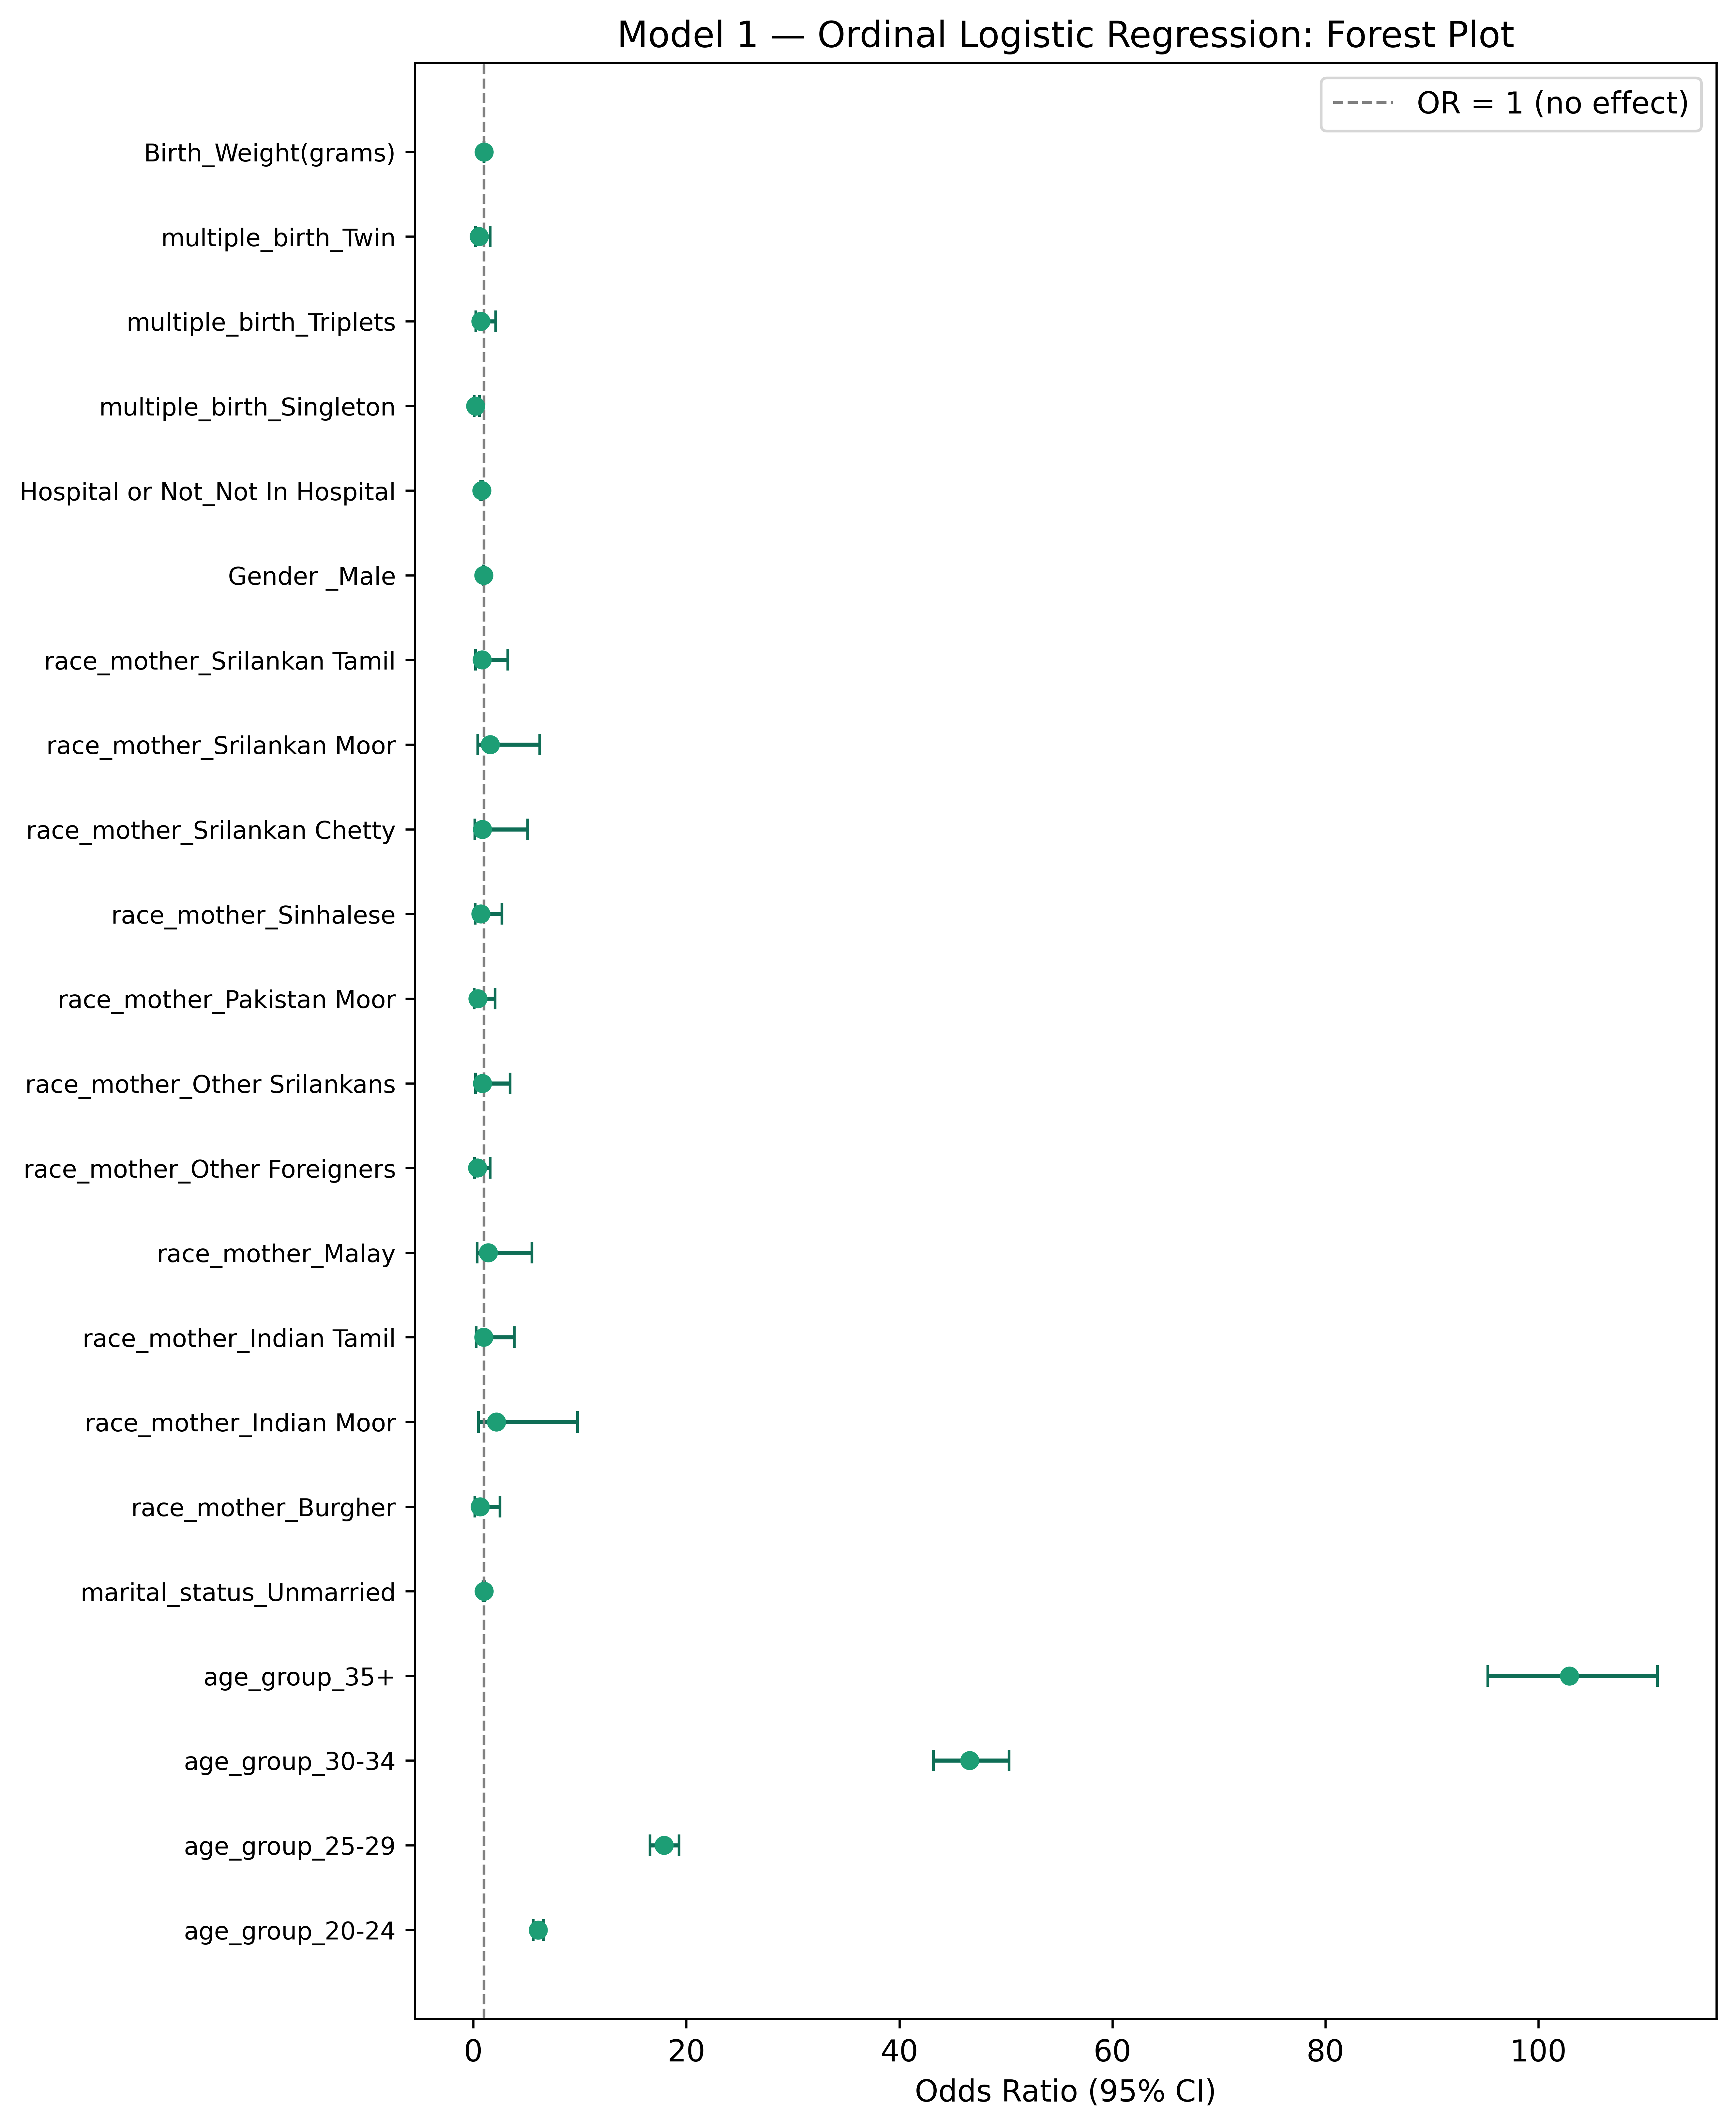 Model 1 — Ordinal Logistic Regression: Forest Plot
OR = 1 (no effect)
Birth_Weight(grams)
multiple_birth_Twin
multiple_birth_Triplets
multiple_birth_Singleton
Hospital or Not_Not In Hospital
Gender _Male
race_mother_Srilankan Tamil
race_mother_Srilankan Moor
race_mother_Srilankan Chetty
race_mother_Sinhalese
race_mother_Pakistan Moor
race_mother_Other Srilankans
race_mother_Other Foreigners
race_mother_Malay
race_mother_Indian Tamil
race_mother_Indian Moor
race_mother_Burgher
marital_status_Unmarried
age_group_35+
age_group_30-34
age_group_25-29
age_group_20-24
0 20 40 60 80 100
Odds Ratio (95% CI)